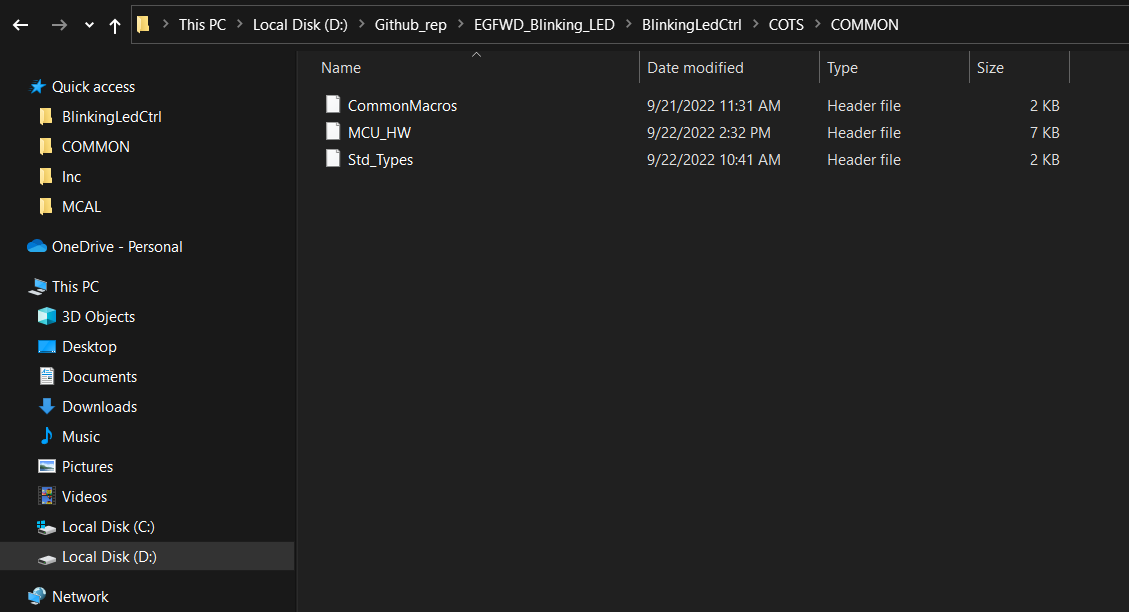 This PC > Local Disk (D:) > Github_rep > EGFWD_Blinking_LED > BlinkingLedCtrl > COTS > COMMON
Name Date modified Type Size
CommonMacros 9/21/2022 11:31 AM Header file 2 KB
MCU_HW 9/22/2022 2:32 PM Header file 7 KB
Std_Types 9/22/2022 10:41 AM Header file 2 KB
Quick access
BlinkingLedCtrl
COMMON
Inc
MCAL
OneDrive - Personal
This PC
3D Objects
Desktop
Documents
Downloads
Music
Pictures
Videos
Local Disk (C:)
Local Disk (D:)
Network